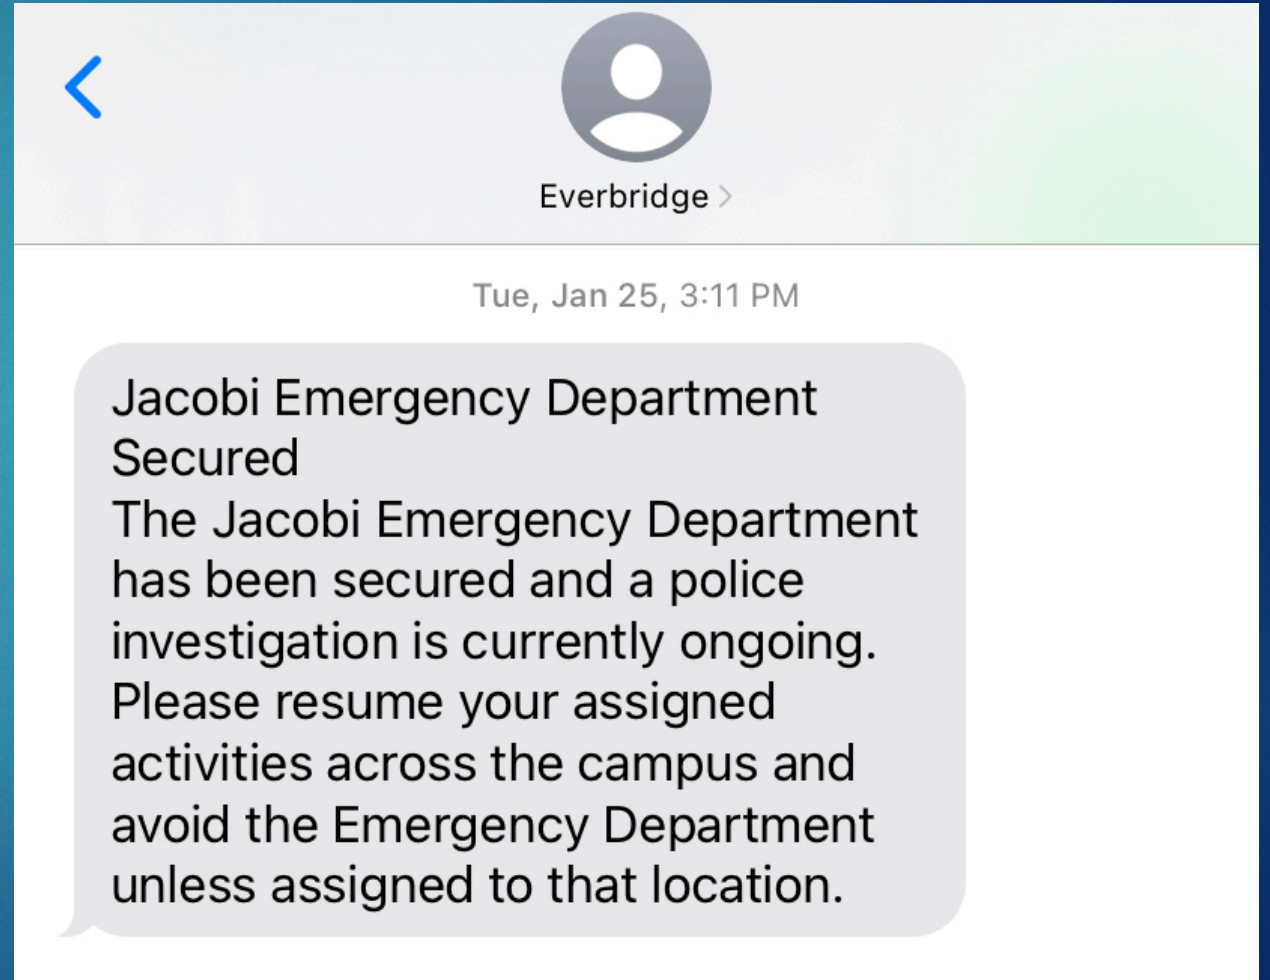 Everbridge
Tue, Jan 25, 3:11 PM
Jacobi Emergency Department
Secured
The Jacobi Emergency Department
has been secured and a police
investigation is currently ongoing.
Please resume your assigned
activities across the campus and
avoid the Emergency Department
unless assigned to that location.